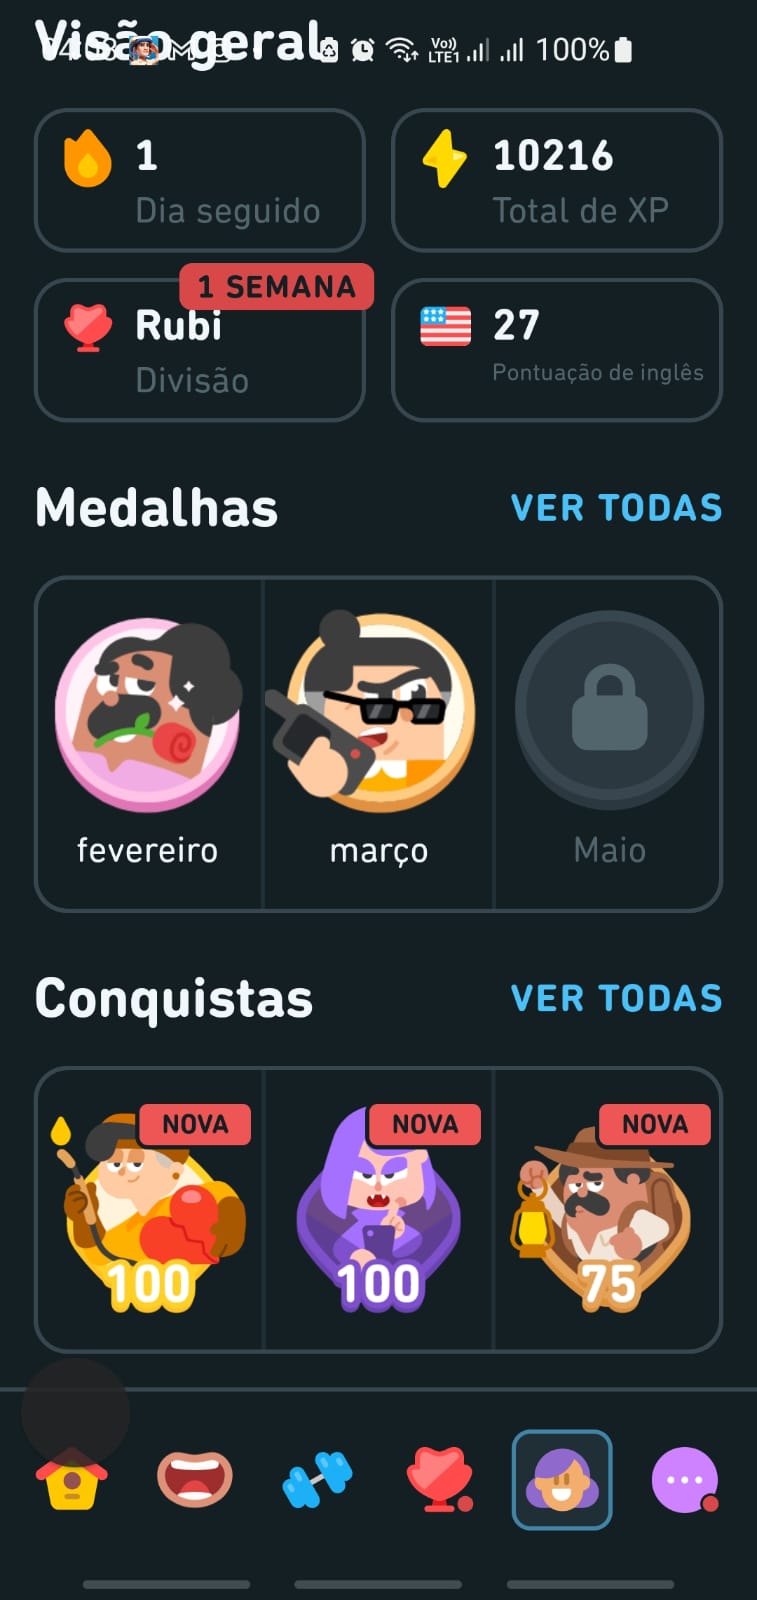 Visão geral
Vo))
LTE1
100%
1
Dia seguido
10216
Total de XP
1 SEMANA
Rubi
Divisão
27
Pontuação de inglês
Medalhas
VER TODAS
fevereiro
março
Maio
Conquistas
VER TODAS
NOVA
NOVA
NOVA
100
100
75